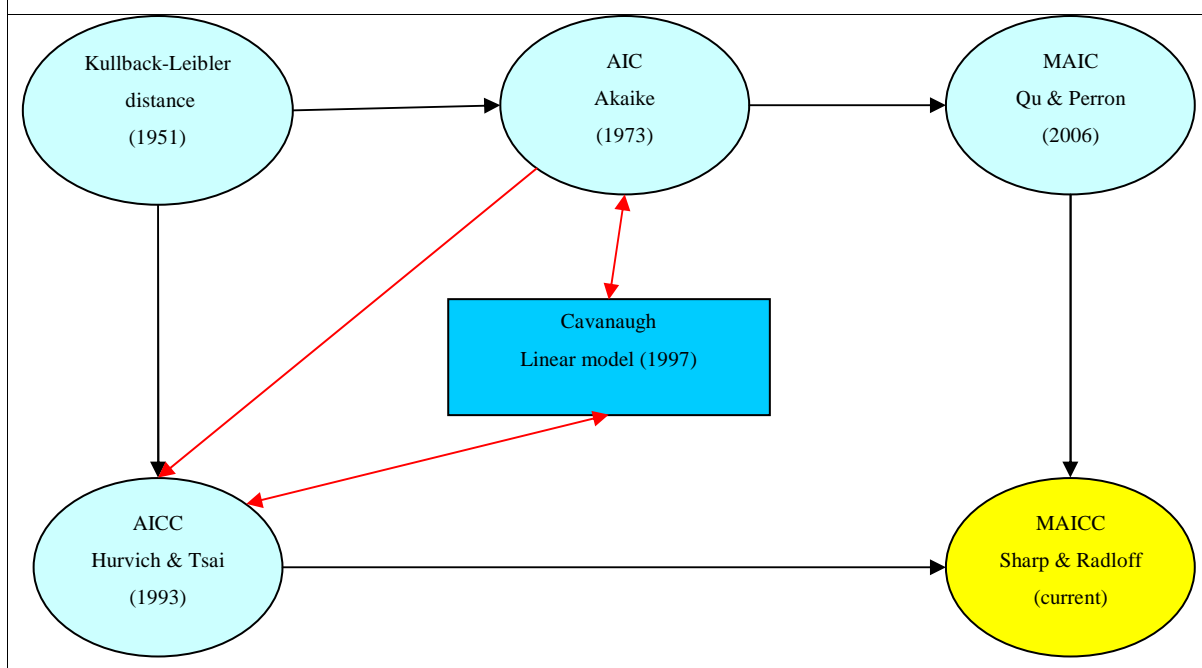 Kullback-Leibler
distance
(1951)
AIC
Akaike
(1973)
MAIC
Qu & Perron
(2006)
Cavanaugh
Linear model (1997)
AICC
Hurvich & Tsai
(1993)
MAICC
Sharp & Radloff
(current)